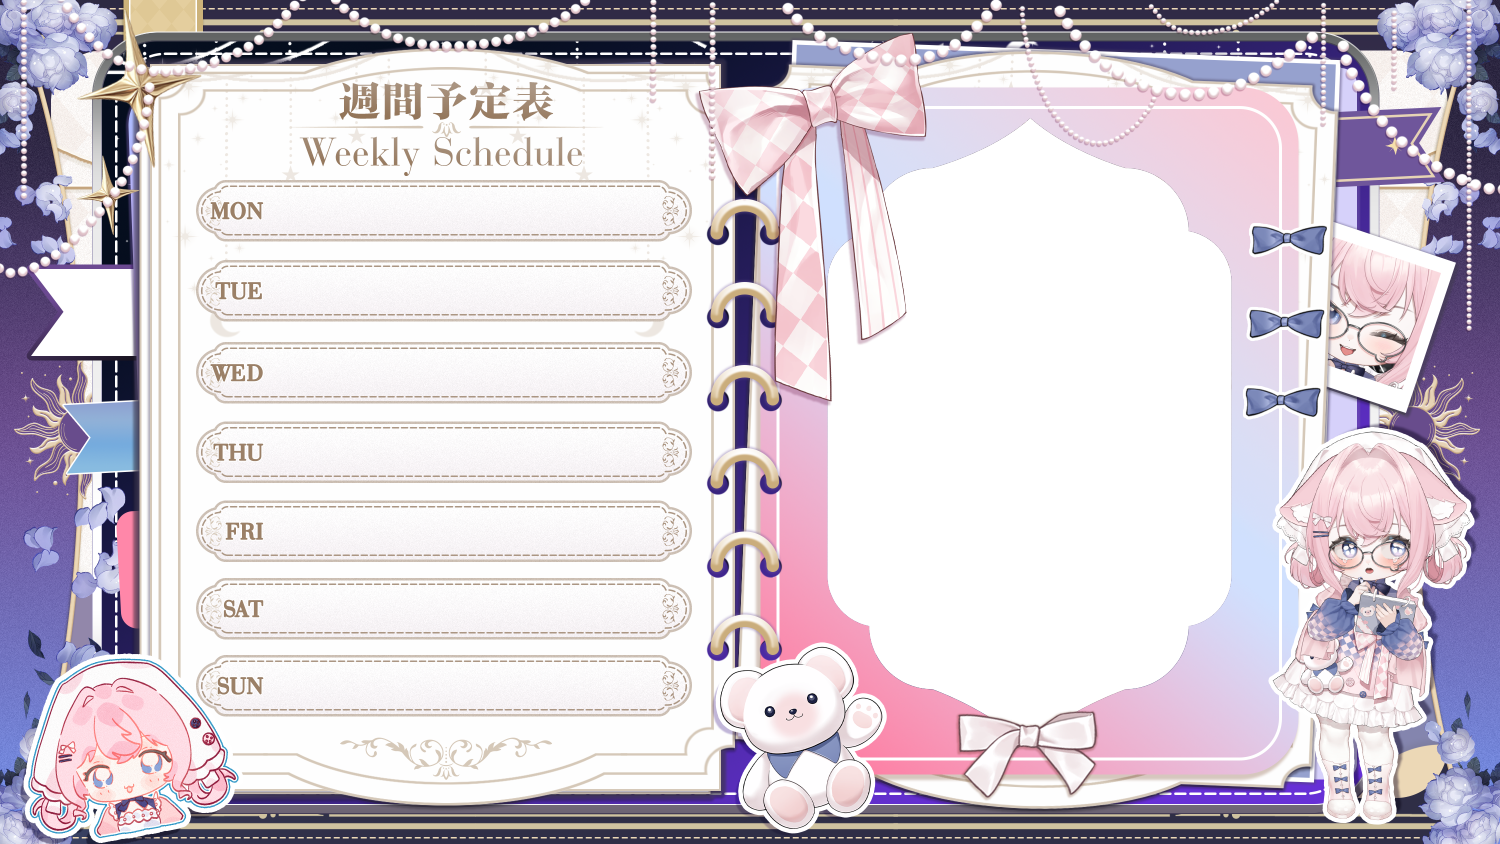 週間予定表
Weekly Schedule
MON
TUE
WED
THU
FRI
SAT
SUN